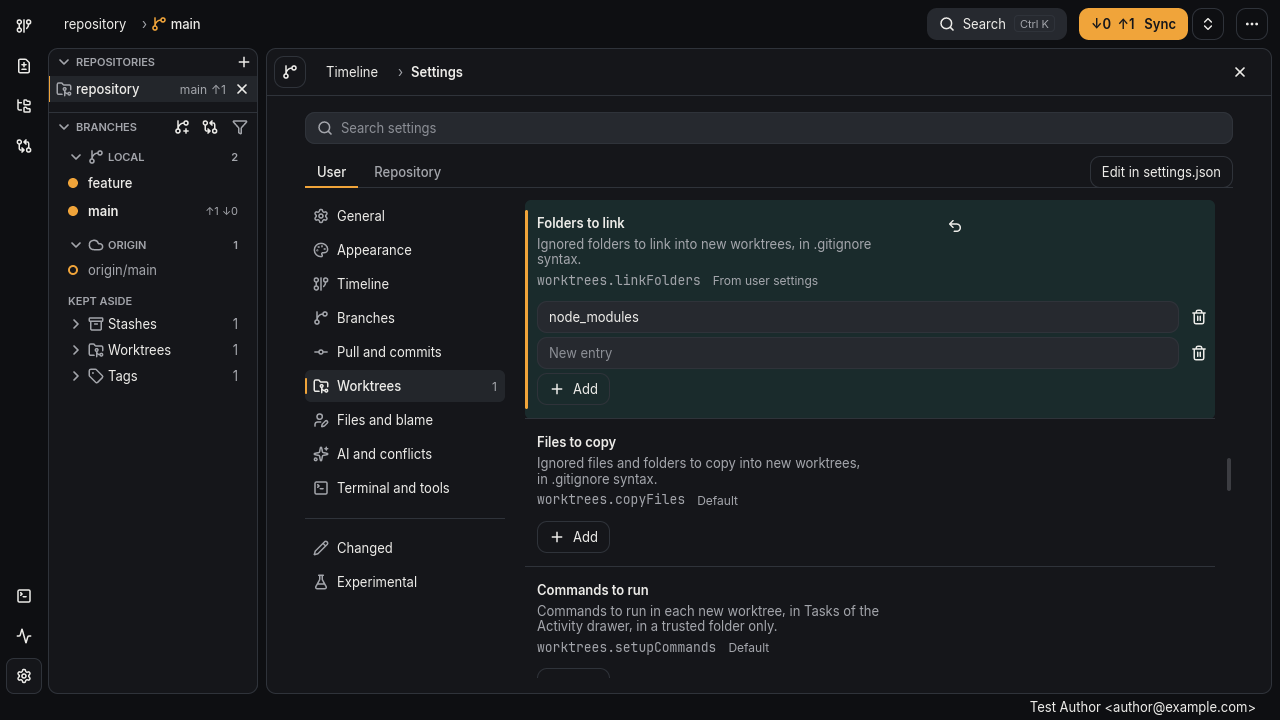 repository › main
Search Ctrl K
↓0 ↑1 Sync
REPOSITORIES
repository main ↑1
BRANCHES
LOCAL 2
feature
main ↑1 ↓0
ORIGIN 1
origin/main
KEPT ASIDE
Stashes 1
Worktrees 1
Tags 1
Timeline › Settings
Search settings
User Repository
Edit in settings.json
General
Appearance
Timeline
Branches
Pull and commits
Worktrees 1
Files and blame
AI and conflicts
Terminal and tools
Changed
Experimental
Folders to link
Ignored folders to link into new worktrees, in .gitignore
syntax.
worktrees.linkFolders From user settings
node_modules
New entry
Add
Files to copy
Ignored files and folders to copy into new worktrees,
in .gitignore syntax.
worktrees.copyFiles Default
Add
Commands to run
Commands to run in each new worktree, in Tasks of the
Activity drawer, in a trusted folder only.
worktrees.setupCommands Default
Test Author <author@example.com>